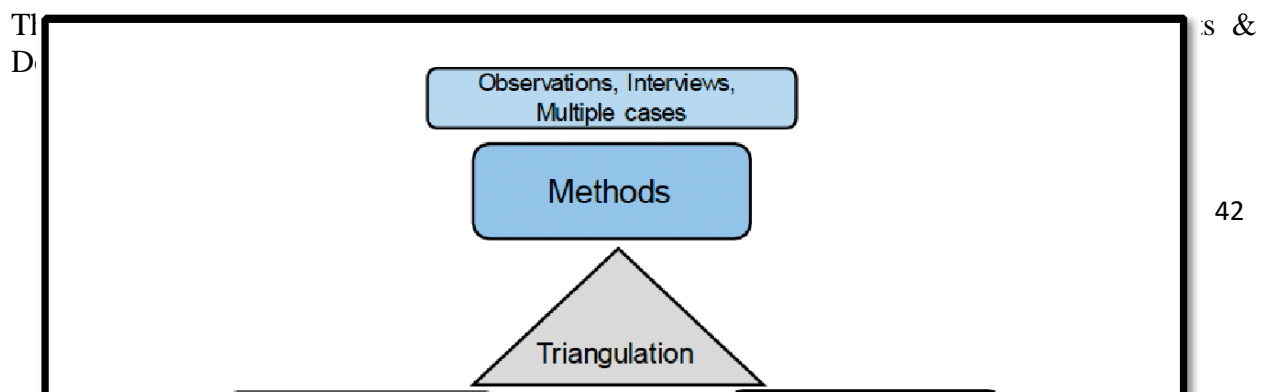 &
Observations, Interviews,
Multiple cases
Methods
42
Triangulation